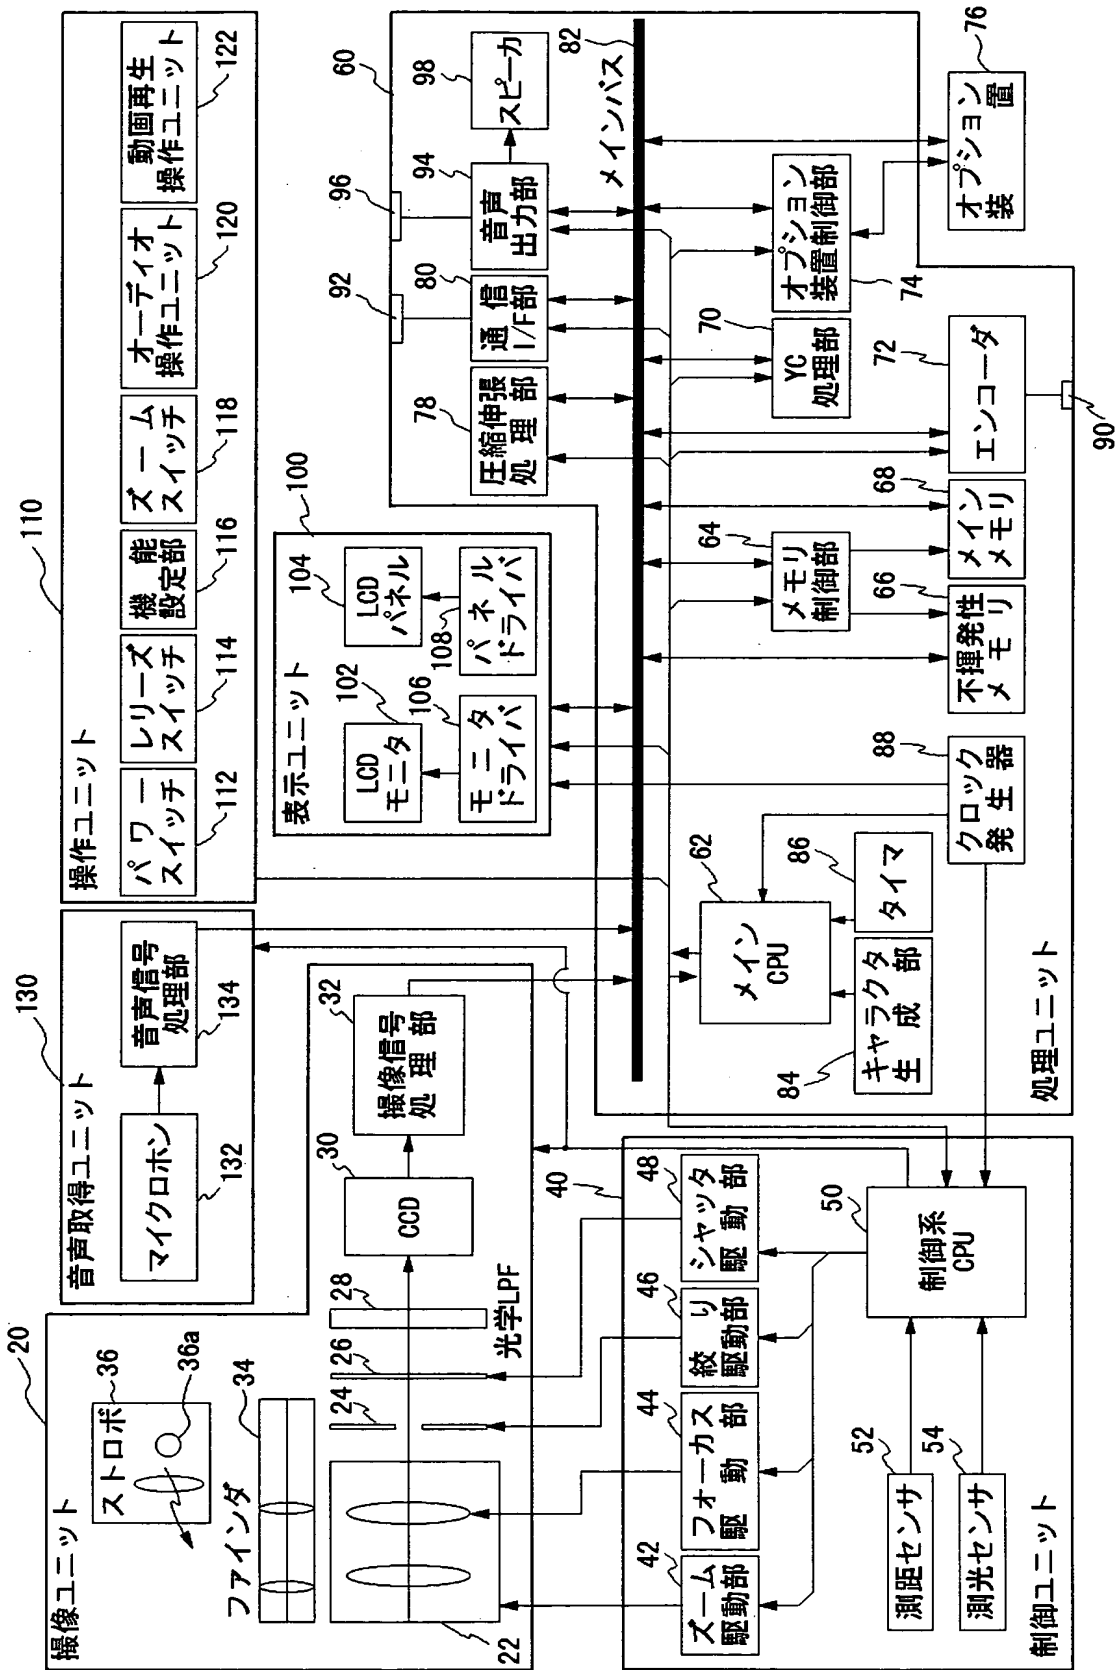 撮像ユニット
20
ストロボ
36
36a
ファインダ
34
22
24
26
28
光学LPF
30
CCD
32
撮像信号
処理部
音声取得ユニット
130
マイクロホン
132
音声信号
処理部
134
操作ユニット
110
パワー
スイッチ
112
レリーズ
スイッチ
114
機能
設定部
116
ズーム
スイッチ
118
オーディオ
操作ユニット
120
動画再生
操作ユニット
122
表示ユニット
100
LCD
モニタ
102
LCD
パネル
104
モニタ
ドライバ
106
パネル
ドライバ
108
60
圧縮伸張
処理部
78
通信
I/F部
80
92
音声
出力部
94
96
スピーカ
98
メインバス
82
メイン
CPU
62
キャラクタ
生成部
84
タイマ
86
クロック
発生器
88
メモリ
制御部
64
不揮発性
メモリ
66
メイン
メモリ
68
YC
処理部
70
エンコーダ
72
90
オプション
装置制御部
74
オプション
装置
76
処理ユニット
制御ユニット
40
ズーム
駆動部
42
フォーカス
駆動部
44
絞り
駆動部
46
シャッタ
駆動部
48
制御系
CPU
50
測距センサ
52
測光センサ
54